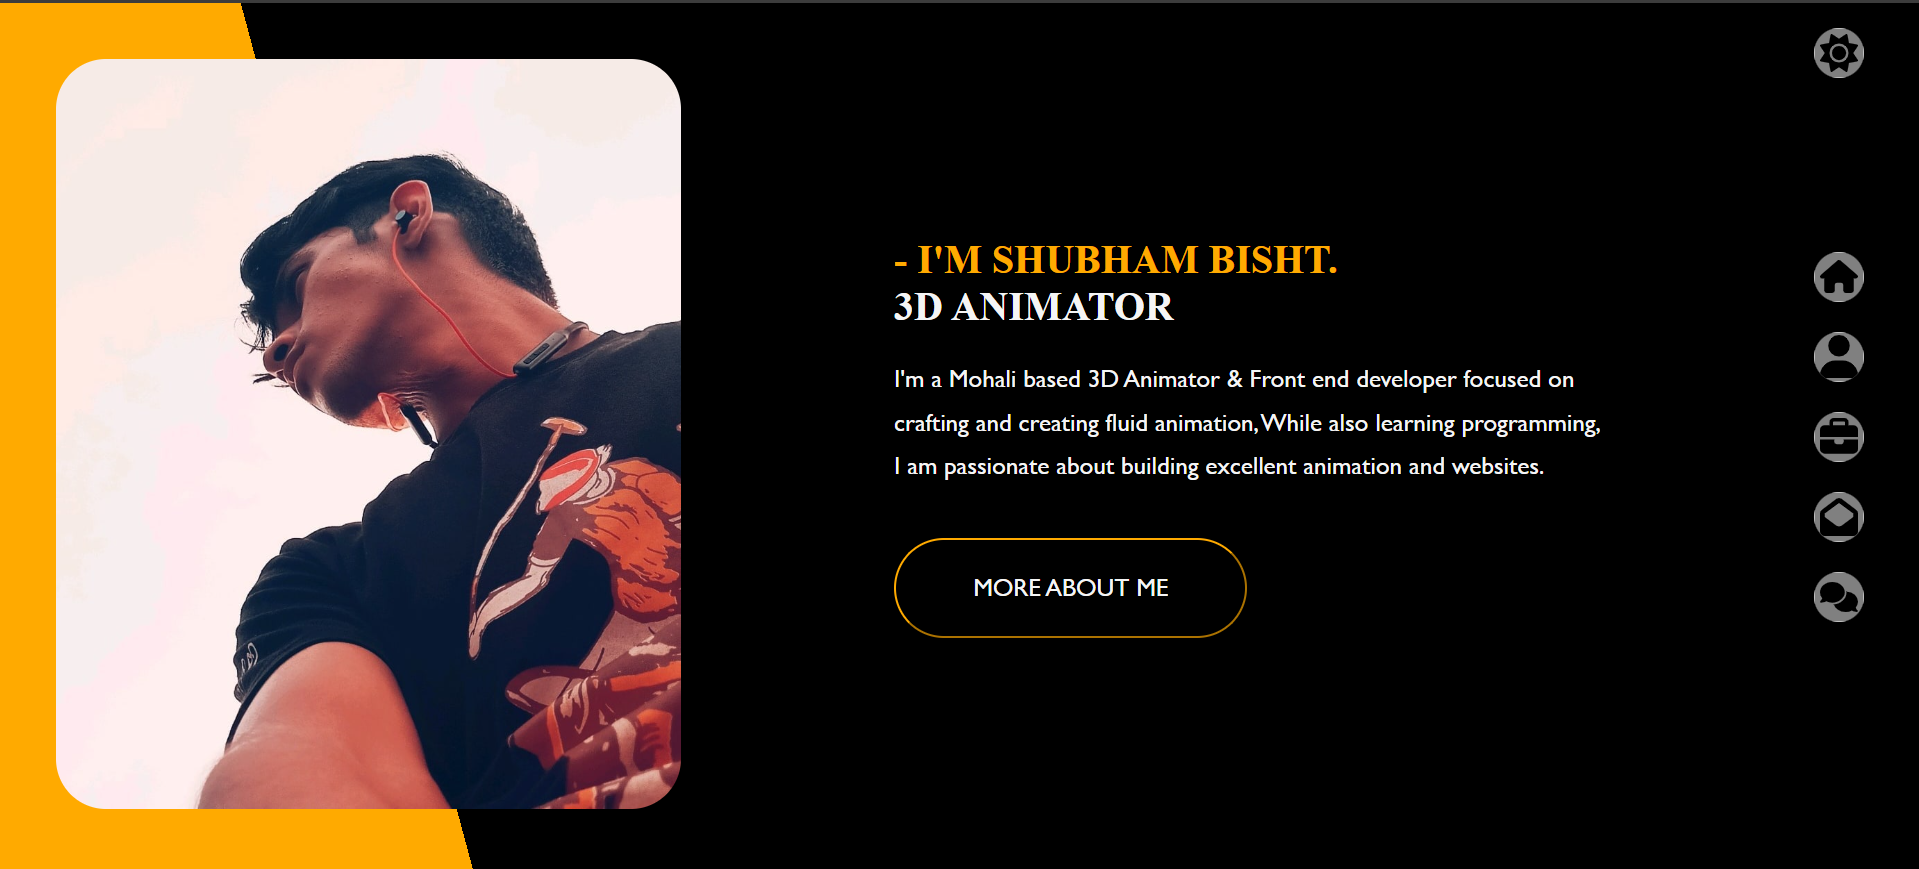 - I'M SHUBHAM BISHT.
3D ANIMATOR
I'm a Mohali based 3D Animator & Front end developer focused on
crafting and creating fluid animation,While also learning programming,
I am passionate about building excellent animation and websites.
MORE ABOUT ME